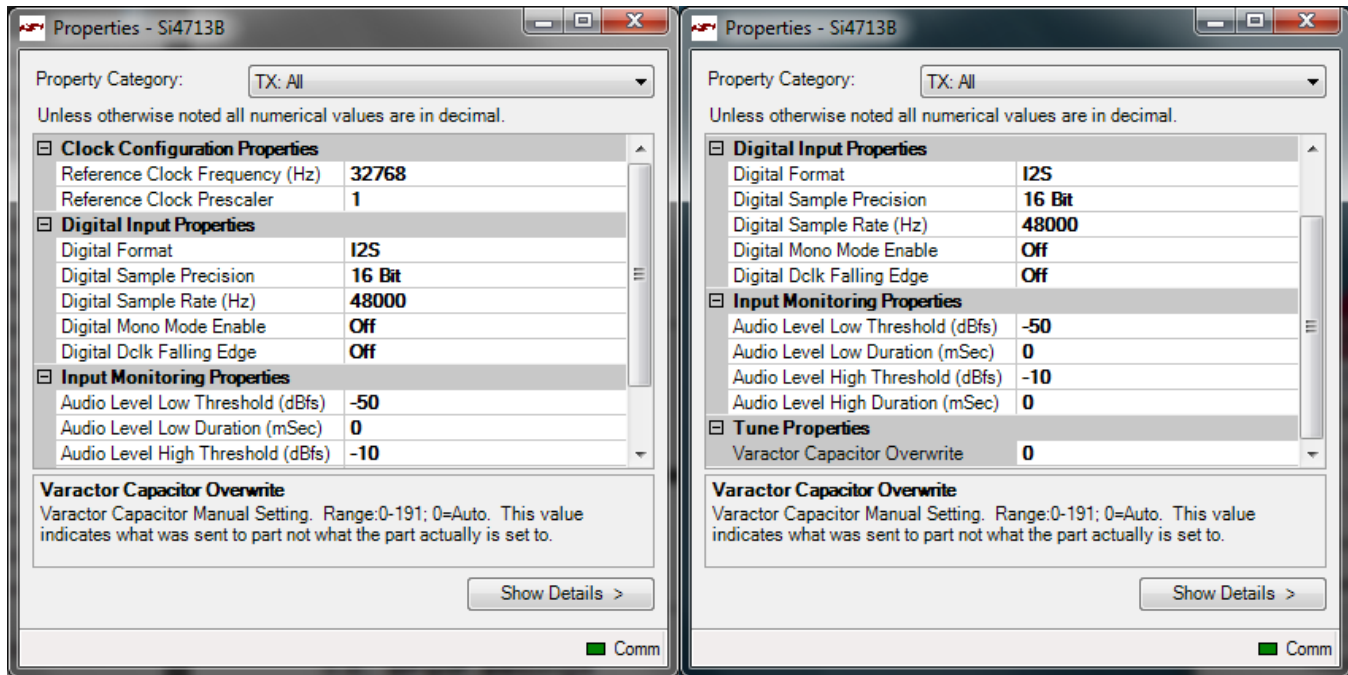 Properties - Si4713B
Property Category: TX: All
Unless otherwise noted all numerical values are in decimal.
Clock Configuration Properties
Reference Clock Frequency (Hz) 32768
Reference Clock Prescaler 1
Digital Input Properties
Digital Format I2S
Digital Sample Precision 16 Bit
Digital Sample Rate (Hz) 48000
Digital Mono Mode Enable Off
Digital Dclk Falling Edge Off
Input Monitoring Properties
Audio Level Low Threshold (dBfs) -50
Audio Level Low Duration (mSec) 0
Audio Level High Threshold (dBfs) -10
Varactor Capacitor Overwrite
Varactor Capacitor Manual Setting. Range:0-191; 0=Auto. This value
indicates what was sent to part not what the part actually is set to.
Show Details >
Comm
Properties - Si4713B
Property Category: TX: All
Unless otherwise noted all numerical values are in decimal.
Digital Input Properties
Digital Format I2S
Digital Sample Precision 16 Bit
Digital Sample Rate (Hz) 48000
Digital Mono Mode Enable Off
Digital Dclk Falling Edge Off
Input Monitoring Properties
Audio Level Low Threshold (dBfs) -50
Audio Level Low Duration (mSec) 0
Audio Level High Threshold (dBfs) -10
Audio Level High Duration (mSec) 0
Tune Properties
Varactor Capacitor Overwrite 0
Varactor Capacitor Overwrite
Varactor Capacitor Manual Setting. Range:0-191; 0=Auto. This value
indicates what was sent to part not what the part actually is set to.
Show Details >
Comm